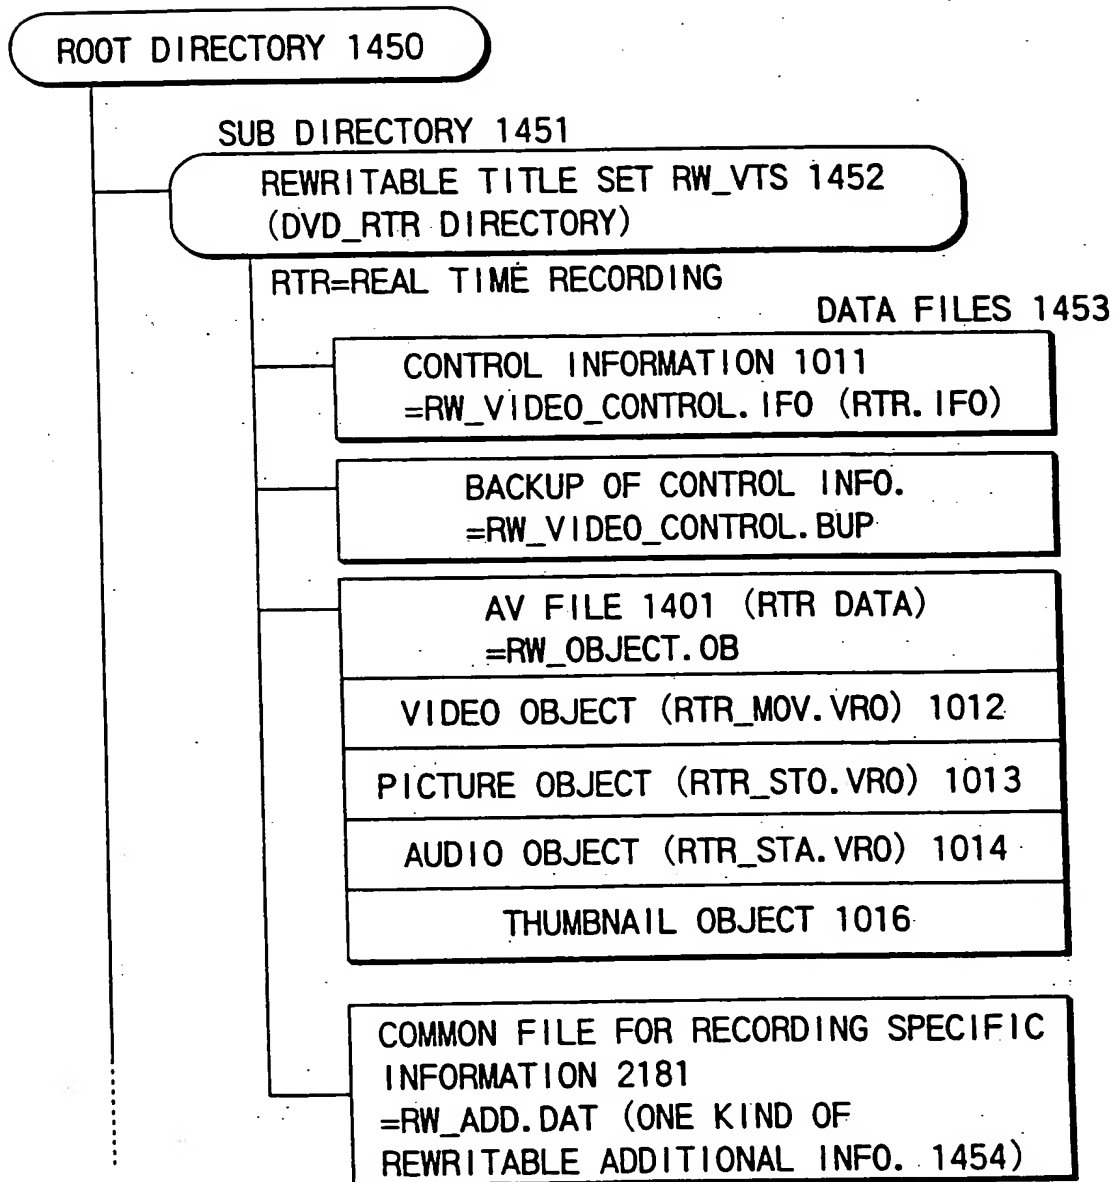 ROOT DIRECTORY 1450
SUB DIRECTORY 1451
REWRITABLE TITLE SET RW_VTS 1452
(DVD_RTR DIRECTORY)
RTR=REAL TIME RECORDING
DATA FILES 1453
CONTROL INFORMATION 1011
=RW_VIDEO_CONTROL.IFO (RTR.IFO)
BACKUP OF CONTROL INFO.
=RW_VIDEO_CONTROL.BUP
AV FILE 1401 (RTR DATA)
=RW_OBJECT.OB
VIDEO OBJECT (RTR_MOV.VRO) 1012
PICTURE OBJECT (RTR_STO.VRO) 1013
AUDIO OBJECT (RTR_STA.VRO) 1014
THUMBNAIL OBJECT 1016
COMMON FILE FOR RECORDING SPECIFIC
INFORMATION 2181
=RW_ADD.DAT (ONE KIND OF
REWRITABLE ADDITIONAL INFO. 1454)